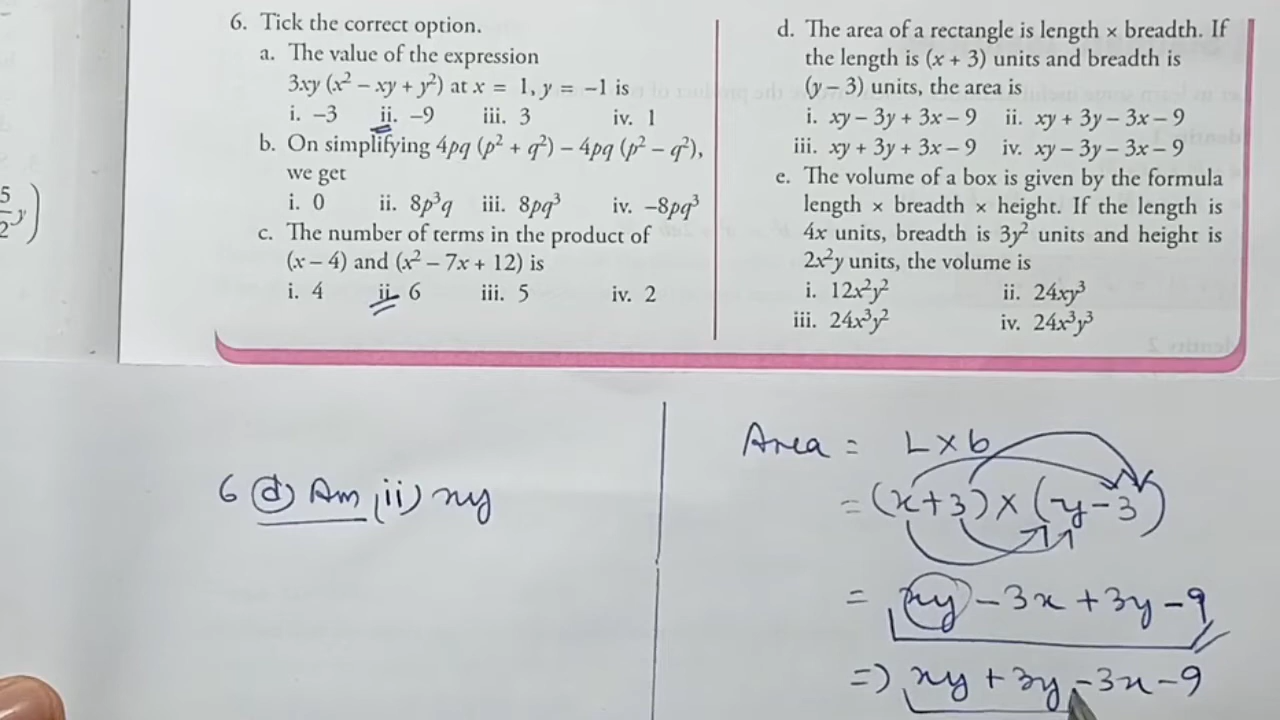 6. Tick the correct option.
a. The value of the expression
3xy (x² – xy + y²) at x = 1, y = –1 is
i. –3 ii. –9 iii. 3 iv. 1
b. On simplifying 4pq (p² + q²) – 4pq (p² – q²),
we get
i. 0 ii. 8p³q iii. 8pq³ iv. –8pq³
c. The number of terms in the product of
(x – 4) and (x² – 7x + 12) is
i. 4 ii. 6 iii. 5 iv. 2
d. The area of a rectangle is length × breadth. If
the length is (x + 3) units and breadth is
(y – 3) units, the area is
i. xy – 3y + 3x – 9 ii. xy + 3y – 3x – 9
iii. xy + 3y + 3x – 9 iv. xy – 3y – 3x – 9
e. The volume of a box is given by the formula
length × breadth × height. If the length is
4x units, breadth is 3y² units and height is
2x²y units, the volume is
i. 12x²y² ii. 24xy³
iii. 24x³y² iv. 24x³y³
5
2 y)
6 (d) Ans (ii) xy
Area = L × b
= (x + 3) × (y – 3)
= xy – 3x + 3y – 9
=) xy + 3y – 3x – 9